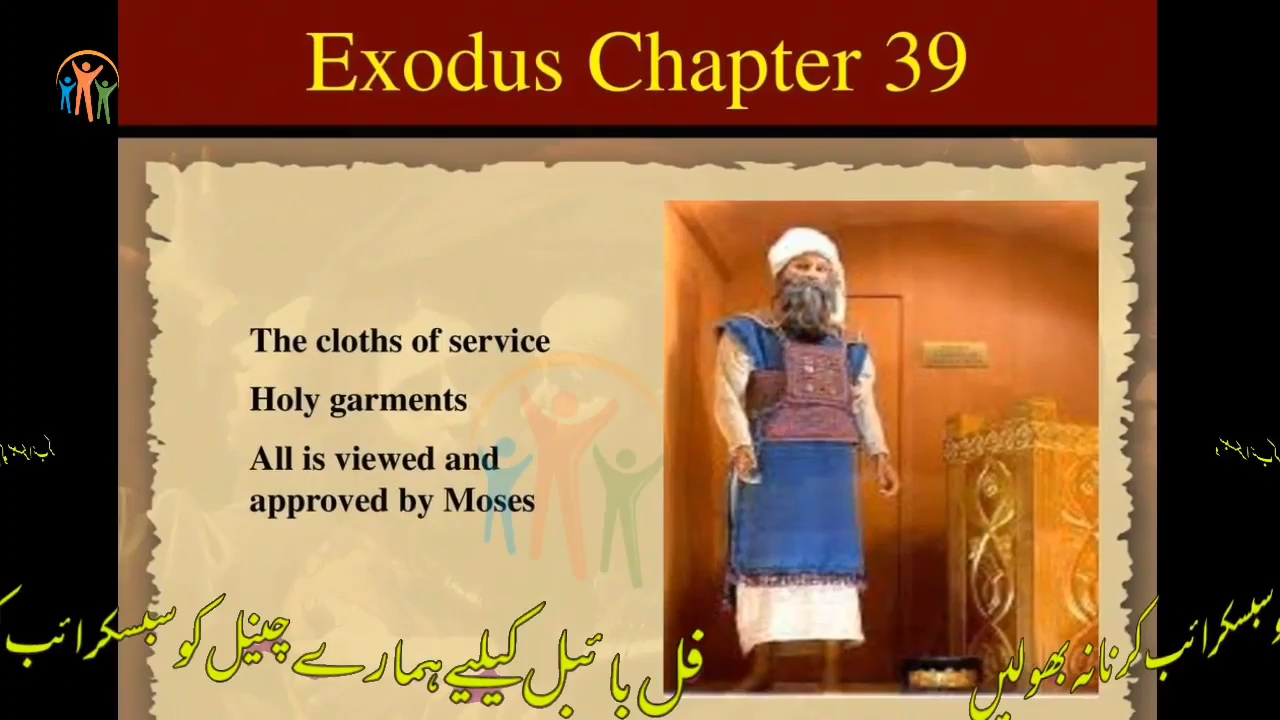 Exodus Chapter 39
The cloths of service
Holy garments
All is viewed and
approved by Moses
فل بائبل کیلیے ہمارے چینل کو سبسکرائب
سبسکرائب کرنا نہ بھولیں